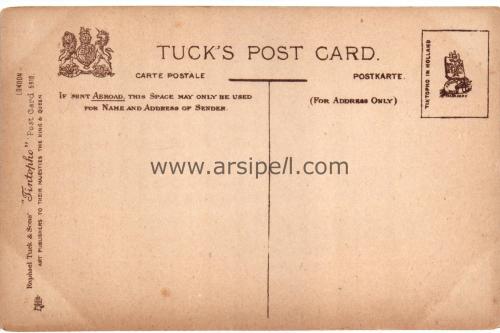 TUCK'S POST CARD.
CARTE POSTALE
POSTKARTE.
IF SENT ABROAD, THIS SPACE MAY ONLY BE USED
FOR NAME AND ADDRESS OF SENDER.
(FOR ADDRESS ONLY)
TINTOPHO IN HOLLAND
www.arsipell.com
Raphael Tuck & Sons' "Tintopho" Post Card 5910.
ART PUBLISHERS TO THEIR MAJESTIES THE KING & QUEEN
LONDON